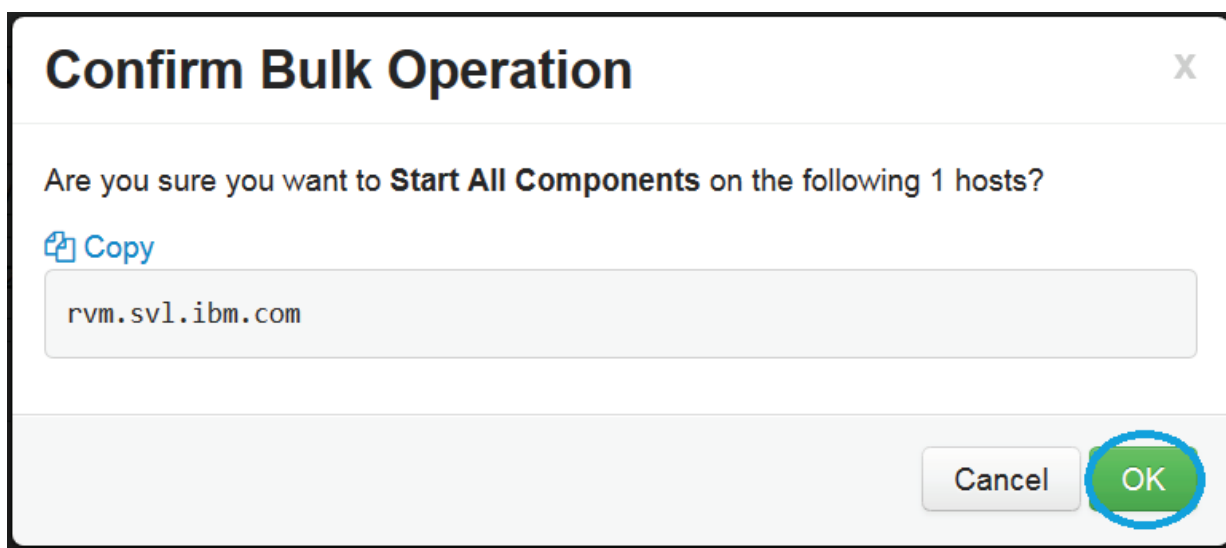 Confirm Bulk Operation
X
Are you sure you want to Start All Components on the following 1 hosts?
Copy
rvm.svl.ibm.com
Cancel
OK